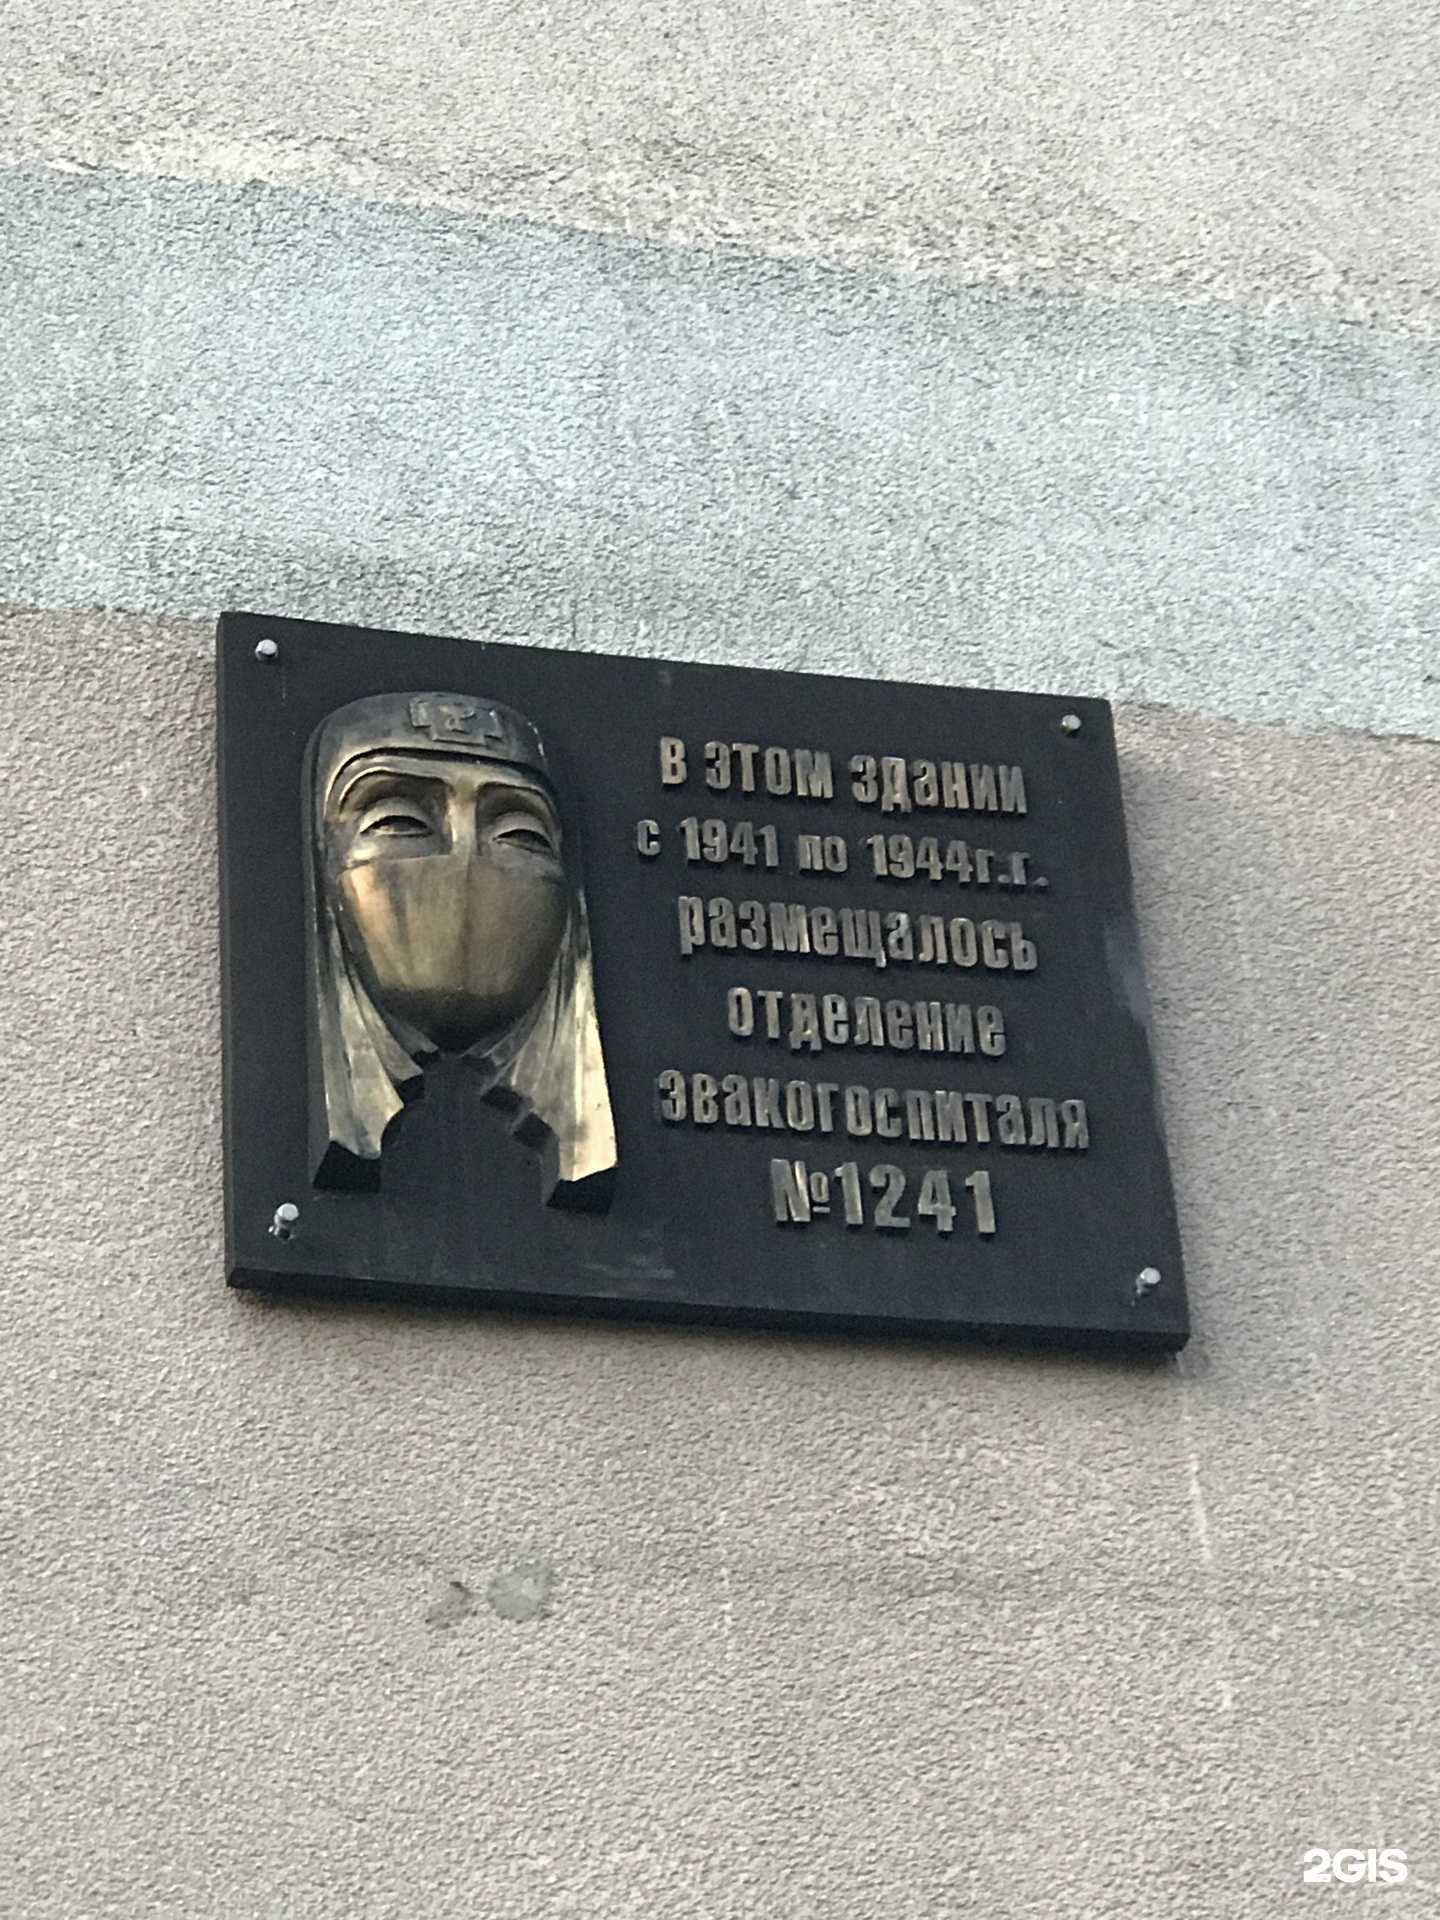 в этом здании
с 1941 по 1944г.г.
размещалось
отделение
эвакогоспиталя
№1241
2GIS